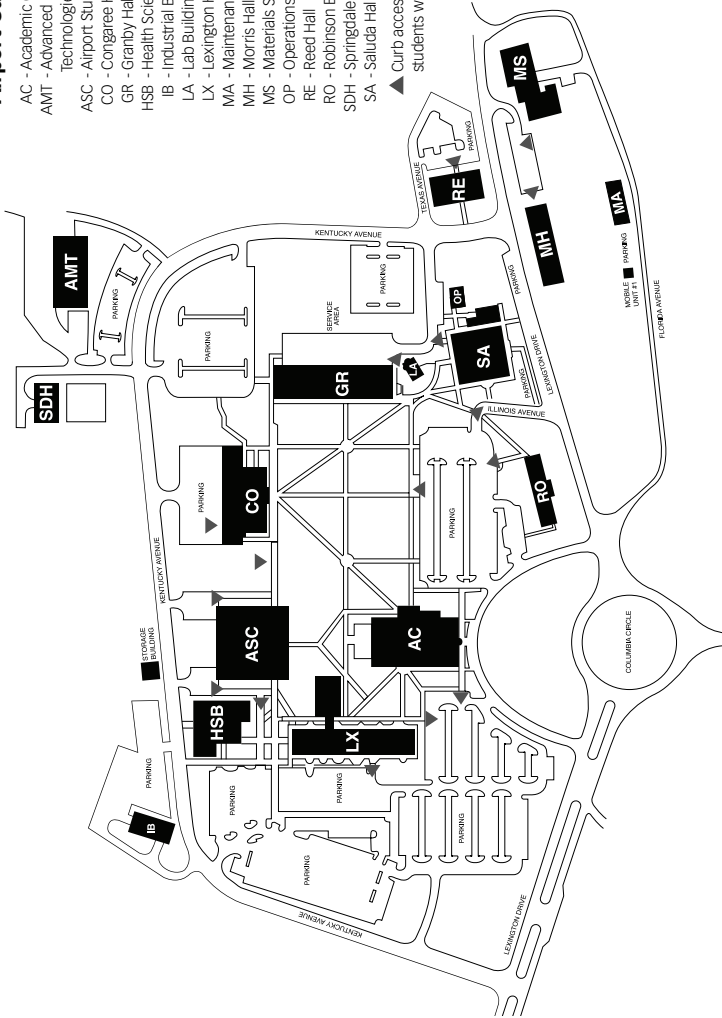 AC - Academic
AMT - Advanced
Technologi
ASC - Airport Stu
CO - Congaree H
GR - Granby Hal
HSB - Health Scie
IB - Industrial B
LA - Lab Buildin
LX - Lexington H
MA - Maintenan
MH - Morris Hall
MS - Materials S
OP - Operations
RE - Reed Hall
RO - Robinson B
SDH - Springdale
SA - Saluda Hal
Curb access
students w
MS
PARKING
RE
TEXAS AVENUE
MH
MA
MOBILE
UNIT #1
PARKING
FLORIDA AVENUE
KENTUCKY AVENUE
PARKING
OP
PARKING
LEXINGTON DRIVE
AMT
PARKING
PARKING
SERVICE
AREA
GR
LA
SA
PARKING
ILLINOIS AVENUE
SDH
CO
PARKING
PARKING
RO
KENTUCKY AVENUE
STORAGE
BUILDING
ASC
AC
COLUMBIA CIRCLE
HSB
LX
PARKING
IB
PARKING
PARKING
PARKING
PARKING
KENTUCKY AVENUE
LEXINGTON DRIVE